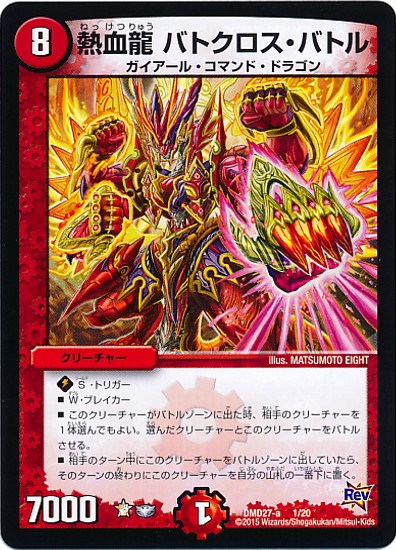 8
ねっけつりゅう
熱血龍 バトクロス・バトル
ガイアール・コマンド・ドラゴン
illus. MATSUMOTO EIGHT
クリーチャー
S・トリガー
■ W・ブレイカー
■ このクリーチャーがバトルゾーンに出た時、相手のクリーチャーを
1体選んでもよい。選んだクリーチャーとこのクリーチャーをバトル
させる。
■ 相手のターン中にこのクリーチャーをバトルゾーンに出していたら、
そのターンの終わりにこのクリーチャーを自分の山札の一番下に置く。
7000
1
Rev
DMD27-a 1/20
©2015 Wizards/Shogakukan/Mitsui-Kids